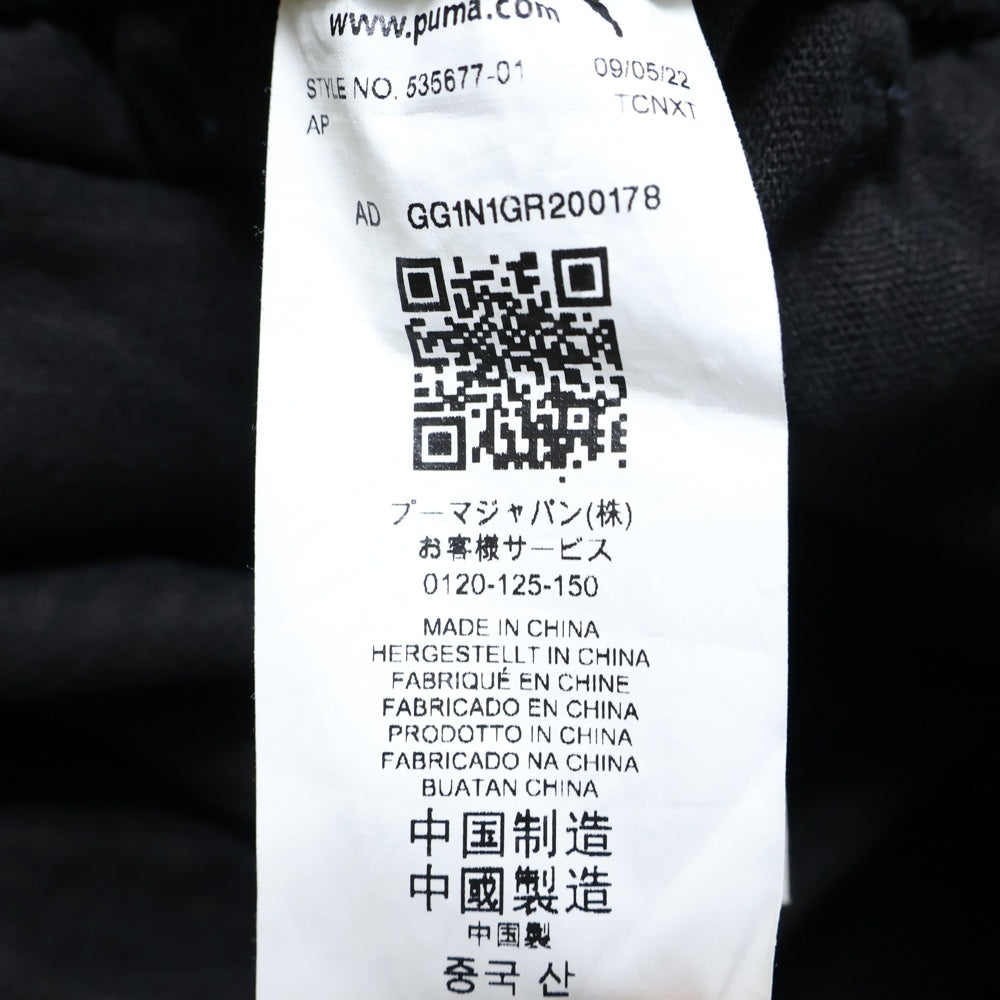 www.puma.com
STYLE NO. 535677-01 09/05/22
AP TCNXT
AD GG1N1GR200178
プーマジャパン(株)
お客様サービス
0120-125-150
MADE IN CHINA
HERGESTELLT IN CHINA
FABRIQUÉ EN CHINE
FABRICADO EN CHINA
PRODOTTO IN CHINA
FABRICADO NA CHINA
BUATAN CHINA
中国制造
中國製造
中国製
중국 산